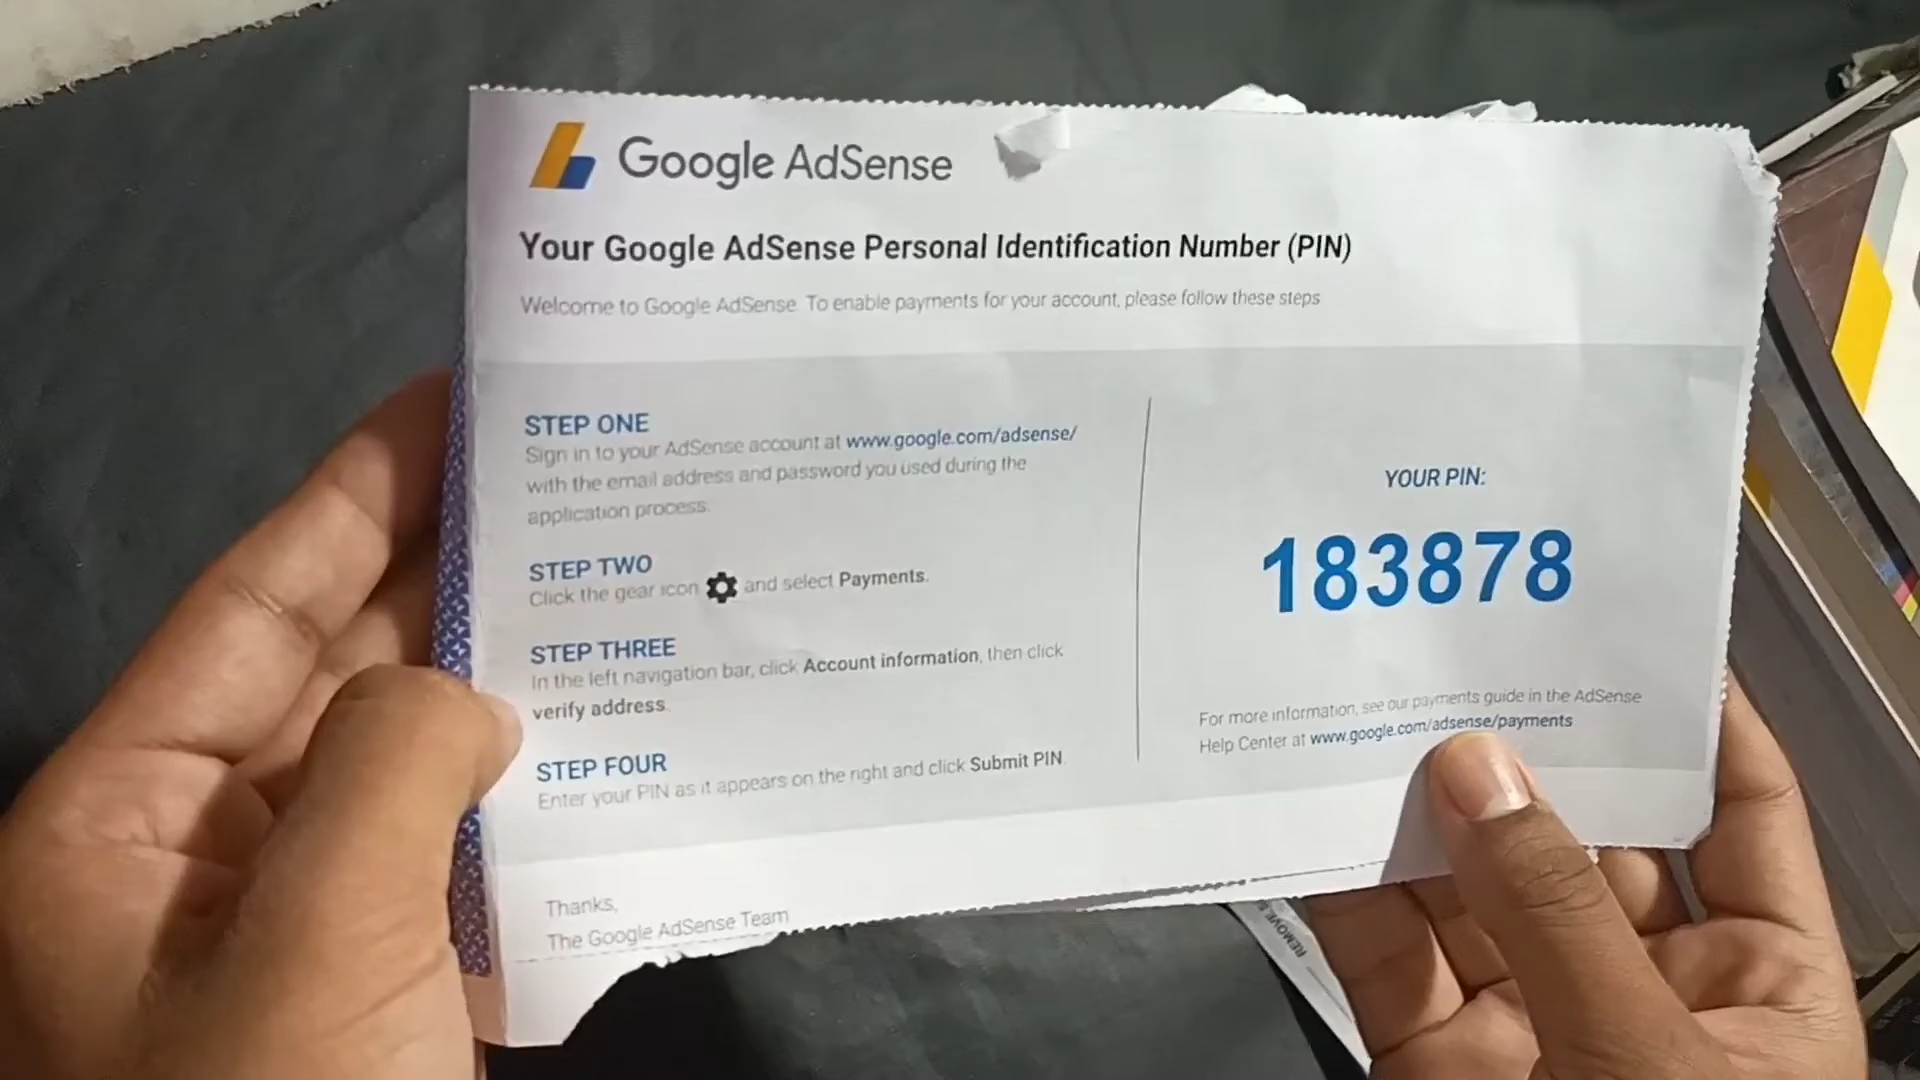 Google AdSense
Your Google AdSense Personal Identification Number (PIN)
Welcome to Google AdSense. To enable payments for your account, please follow these steps
STEP ONE
Sign in to your AdSense account at www.google.com/adsense/
with the email address and password you used during the
application process.
STEP TWO
Click the gear icon and select Payments.
STEP THREE
In the left navigation bar, click Account information, then click
verify address.
STEP FOUR
Enter your PIN as it appears on the right and click Submit PIN.
YOUR PIN:
183878
For more information, see our payments guide in the AdSense
Help Center at www.google.com/adsense/payments
Thanks,
The Google AdSense Team
REMOVE